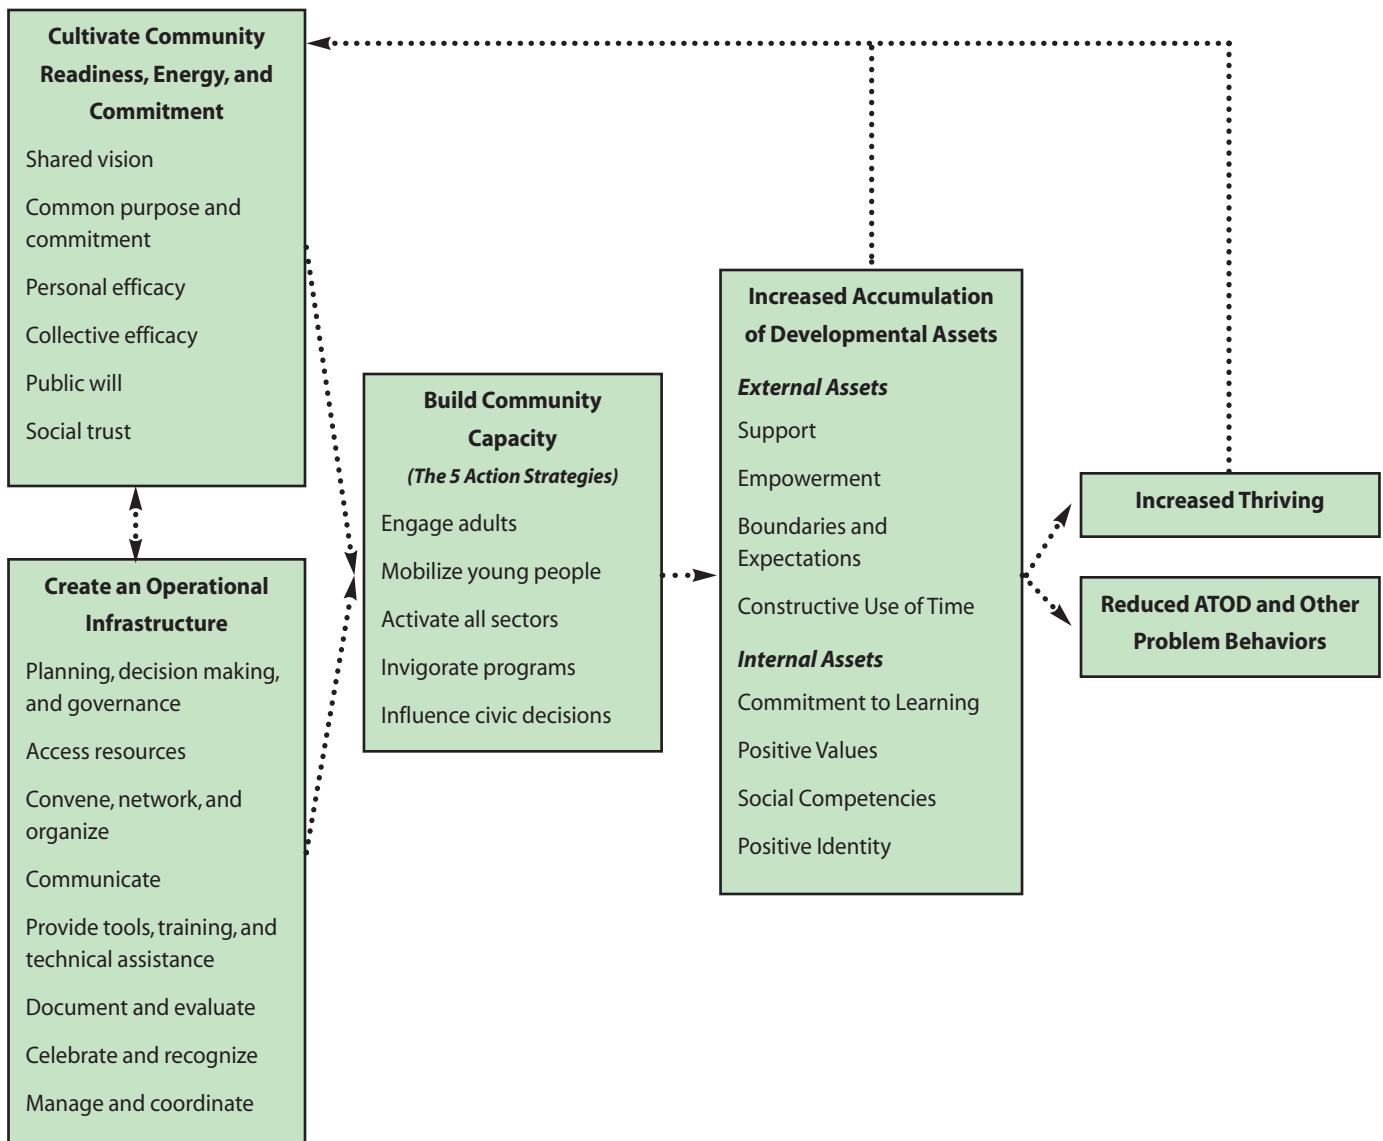 Cultivate Community
Readiness, Energy, and
Commitment
Shared vision
Common purpose and
commitment
Personal efficacy
Collective efficacy
Public will
Social trust
Create an Operational
Infrastructure
Planning, decision making,
and governance
Access resources
Convene, network, and
organize
Communicate
Provide tools, training, and
technical assistance
Document and evaluate
Celebrate and recognize
Manage and coordinate
Build Community
Capacity
(The 5 Action Strategies)
Engage adults
Mobilize young people
Activate all sectors
Invigorate programs
Influence civic decisions
Increased Accumulation
of Developmental Assets
External Assets
Support
Empowerment
Boundaries and
Expectations
Constructive Use of Time
Internal Assets
Commitment to Learning
Positive Values
Social Competencies
Positive Identity
Increased Thriving
Reduced ATOD and Other
Problem Behaviors